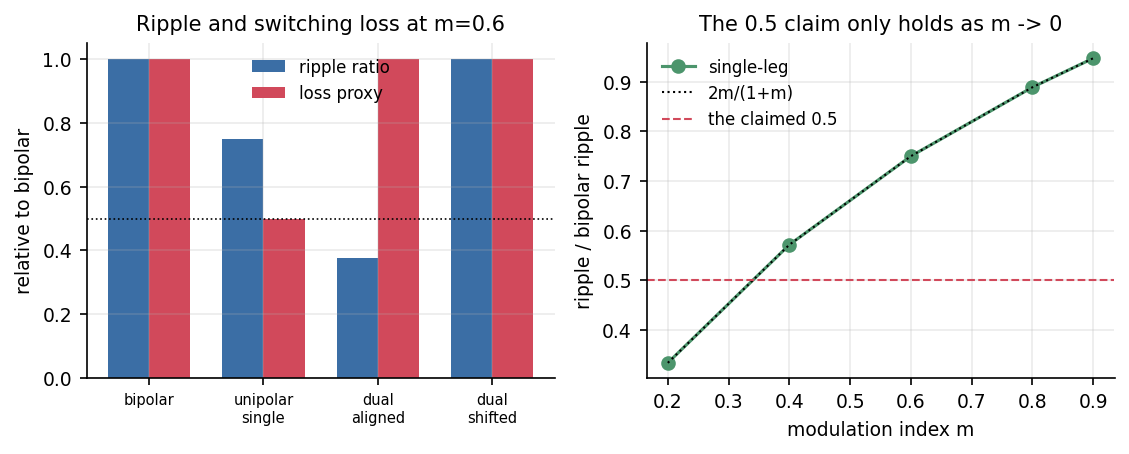 Ripple and switching loss at m=0.6
relative to bipolar
1.0
0.8
0.6
0.4
0.2
0.0
ripple ratio
loss proxy
bipolar
unipolar
single
dual
aligned
dual
shifted
The 0.5 claim only holds as m -> 0
ripple / bipolar ripple
0.9
0.8
0.7
0.6
0.5
0.4
single-leg
2m/(1+m)
the claimed 0.5
0.2 0.3 0.4 0.5 0.6 0.7 0.8 0.9
modulation index m